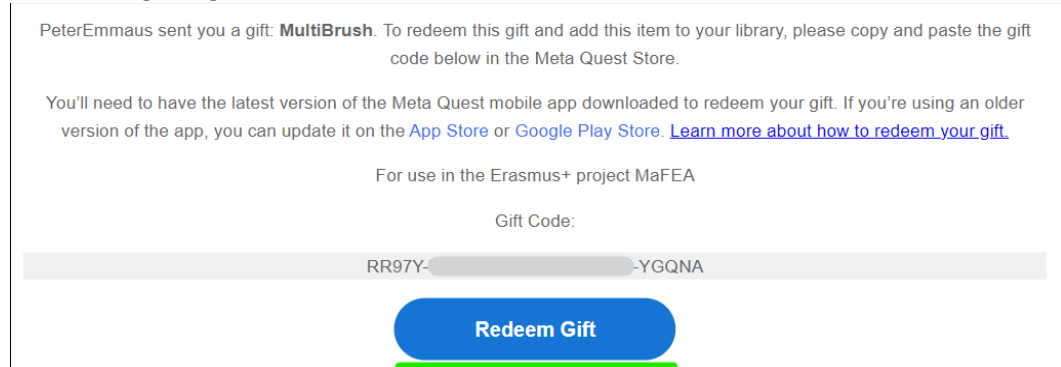 PeterEmmaus sent you a gift: MultiBrush. To redeem this gift and add this item to your library, please copy and paste the gift
code below in the Meta Quest Store.
You’ll need to have the latest version of the Meta Quest mobile app downloaded to redeem your gift. If you’re using an older
version of the app, you can update it on the App Store or Google Play Store. Learn more about how to redeem your gift.
For use in the Erasmus+ project MaFEA
Gift Code:
RR97Y- -YGQNA
Redeem Gift